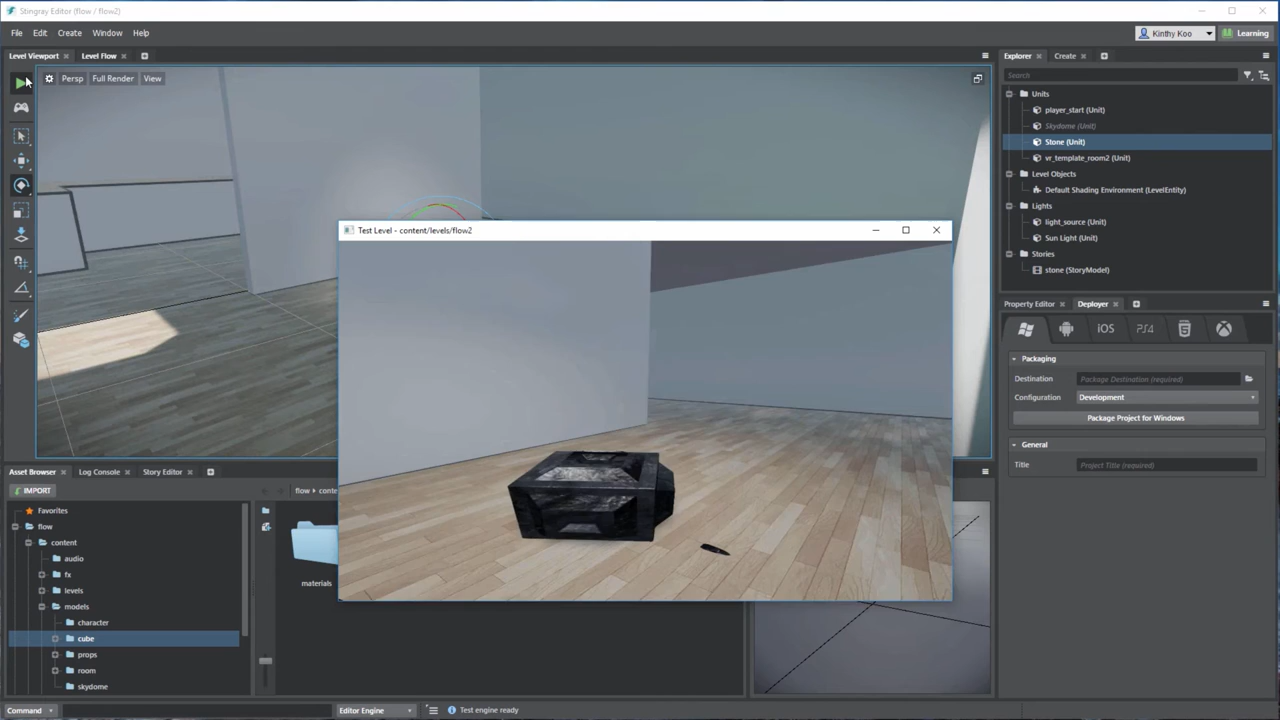 Stingray Editor (flow / flow2)
File Edit Create Window Help
Kinthy Koo Learning
Level Viewport Level Flow
Persp Full Render View
Test Level - content/levels/flow2
Explorer Create
Search
Units
player_start (Unit)
Skydome (Unit)
Stone (Unit)
vr_template_room2 (Unit)
Level Objects
Default Shading Environment (LevelEntity)
Lights
light_source (Unit)
Sun Light (Unit)
Stories
stone (StoryModel)
Property Editor Deployer
iOS PS4
Packaging
Destination Package Destination (required)
Configuration Development
Package Project for Windows
General
Title Project Title (required)
Asset Browser Log Console Story Editor
IMPORT
Favorites
flow
content
audio
fx
levels
models
character
cube
props
room
skydome
materials
Command Editor Engine Test engine ready